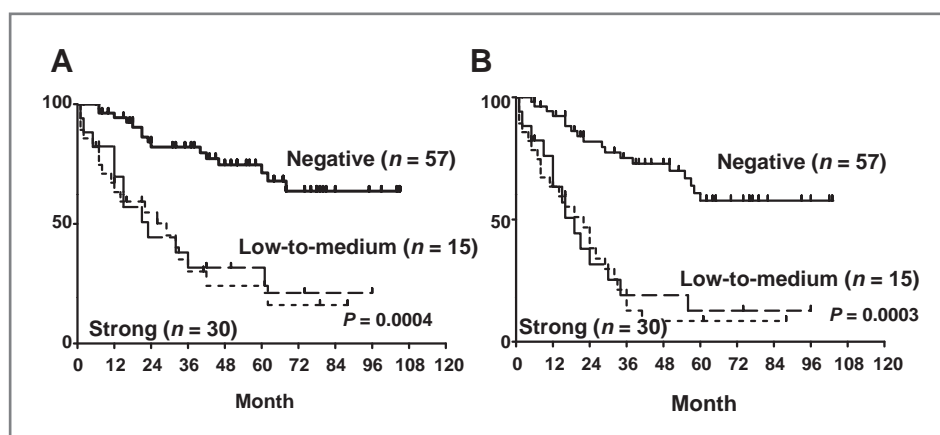 A
100
Negative (n = 57)
50
Low-to-medium (n = 15)
P = 0.0004
Strong (n = 30)
0
0 12 24 36 48 60 72 84 96 108 120
Month
B
100
Negative (n = 57)
50
Low-to-medium (n = 15)
P = 0.0003
Strong (n = 30)
0
0 12 24 36 48 60 72 84 96 108 120
Month